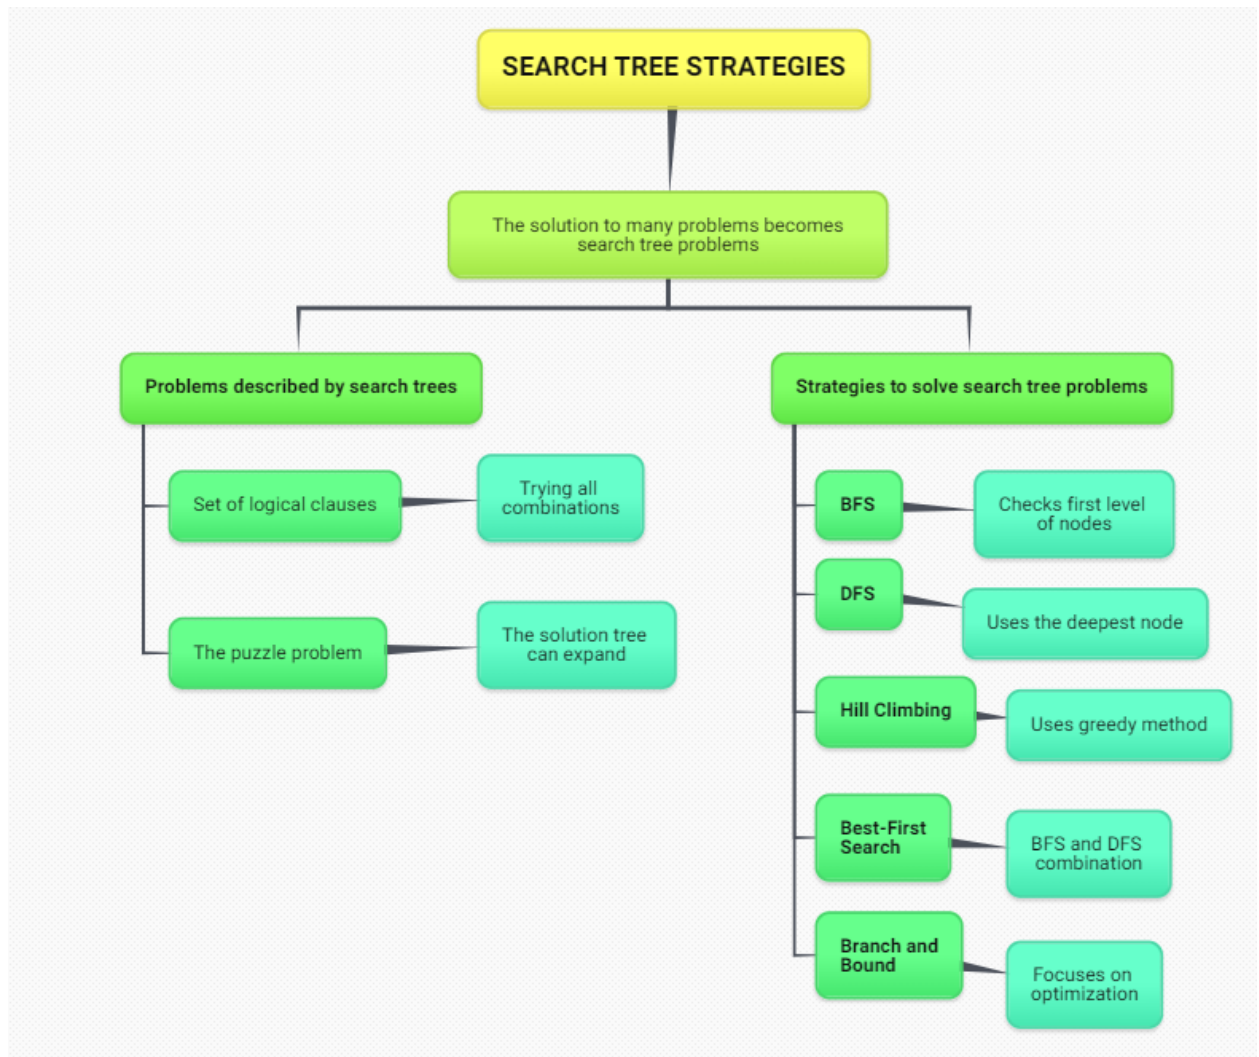 SEARCH TREE STRATEGIES
The solution to many problems becomes
search tree problems
Problems described by search trees
Set of logical clauses
Trying all
combinations
The puzzle problem
The solution tree
can expand
Strategies to solve search tree problems
BFS
Checks first level
of nodes
DFS
Uses the deepest node
Hill Climbing
Uses greedy method
Best-First
Search
BFS and DFS
combination
Branch and
Bound
Focuses on
optimization